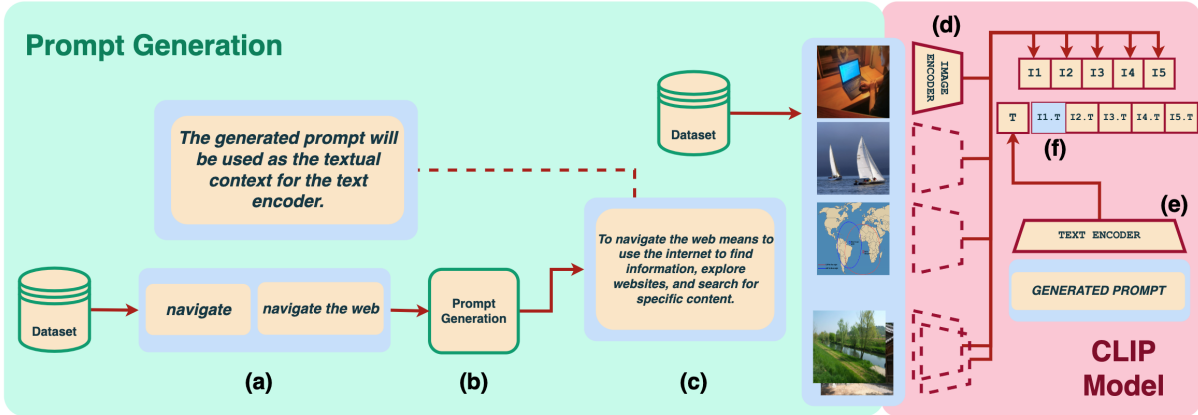 Prompt Generation
The generated prompt will
be used as the textual
context for the text
encoder.
Dataset
navigate
navigate the web
Prompt
Generation
To navigate the web means to
use the internet to find
information, explore
websites, and search for
specific content.
(a)
(b)
(c)
Dataset
(d)
IMAGE
ENCODER
I1
I2
I3
I4
I5
T
I1.T
I2.T
I3.T
I4.T
I5.T
(f)
(e)
TEXT ENCODER
GENERATED PROMPT
CLIP
Model